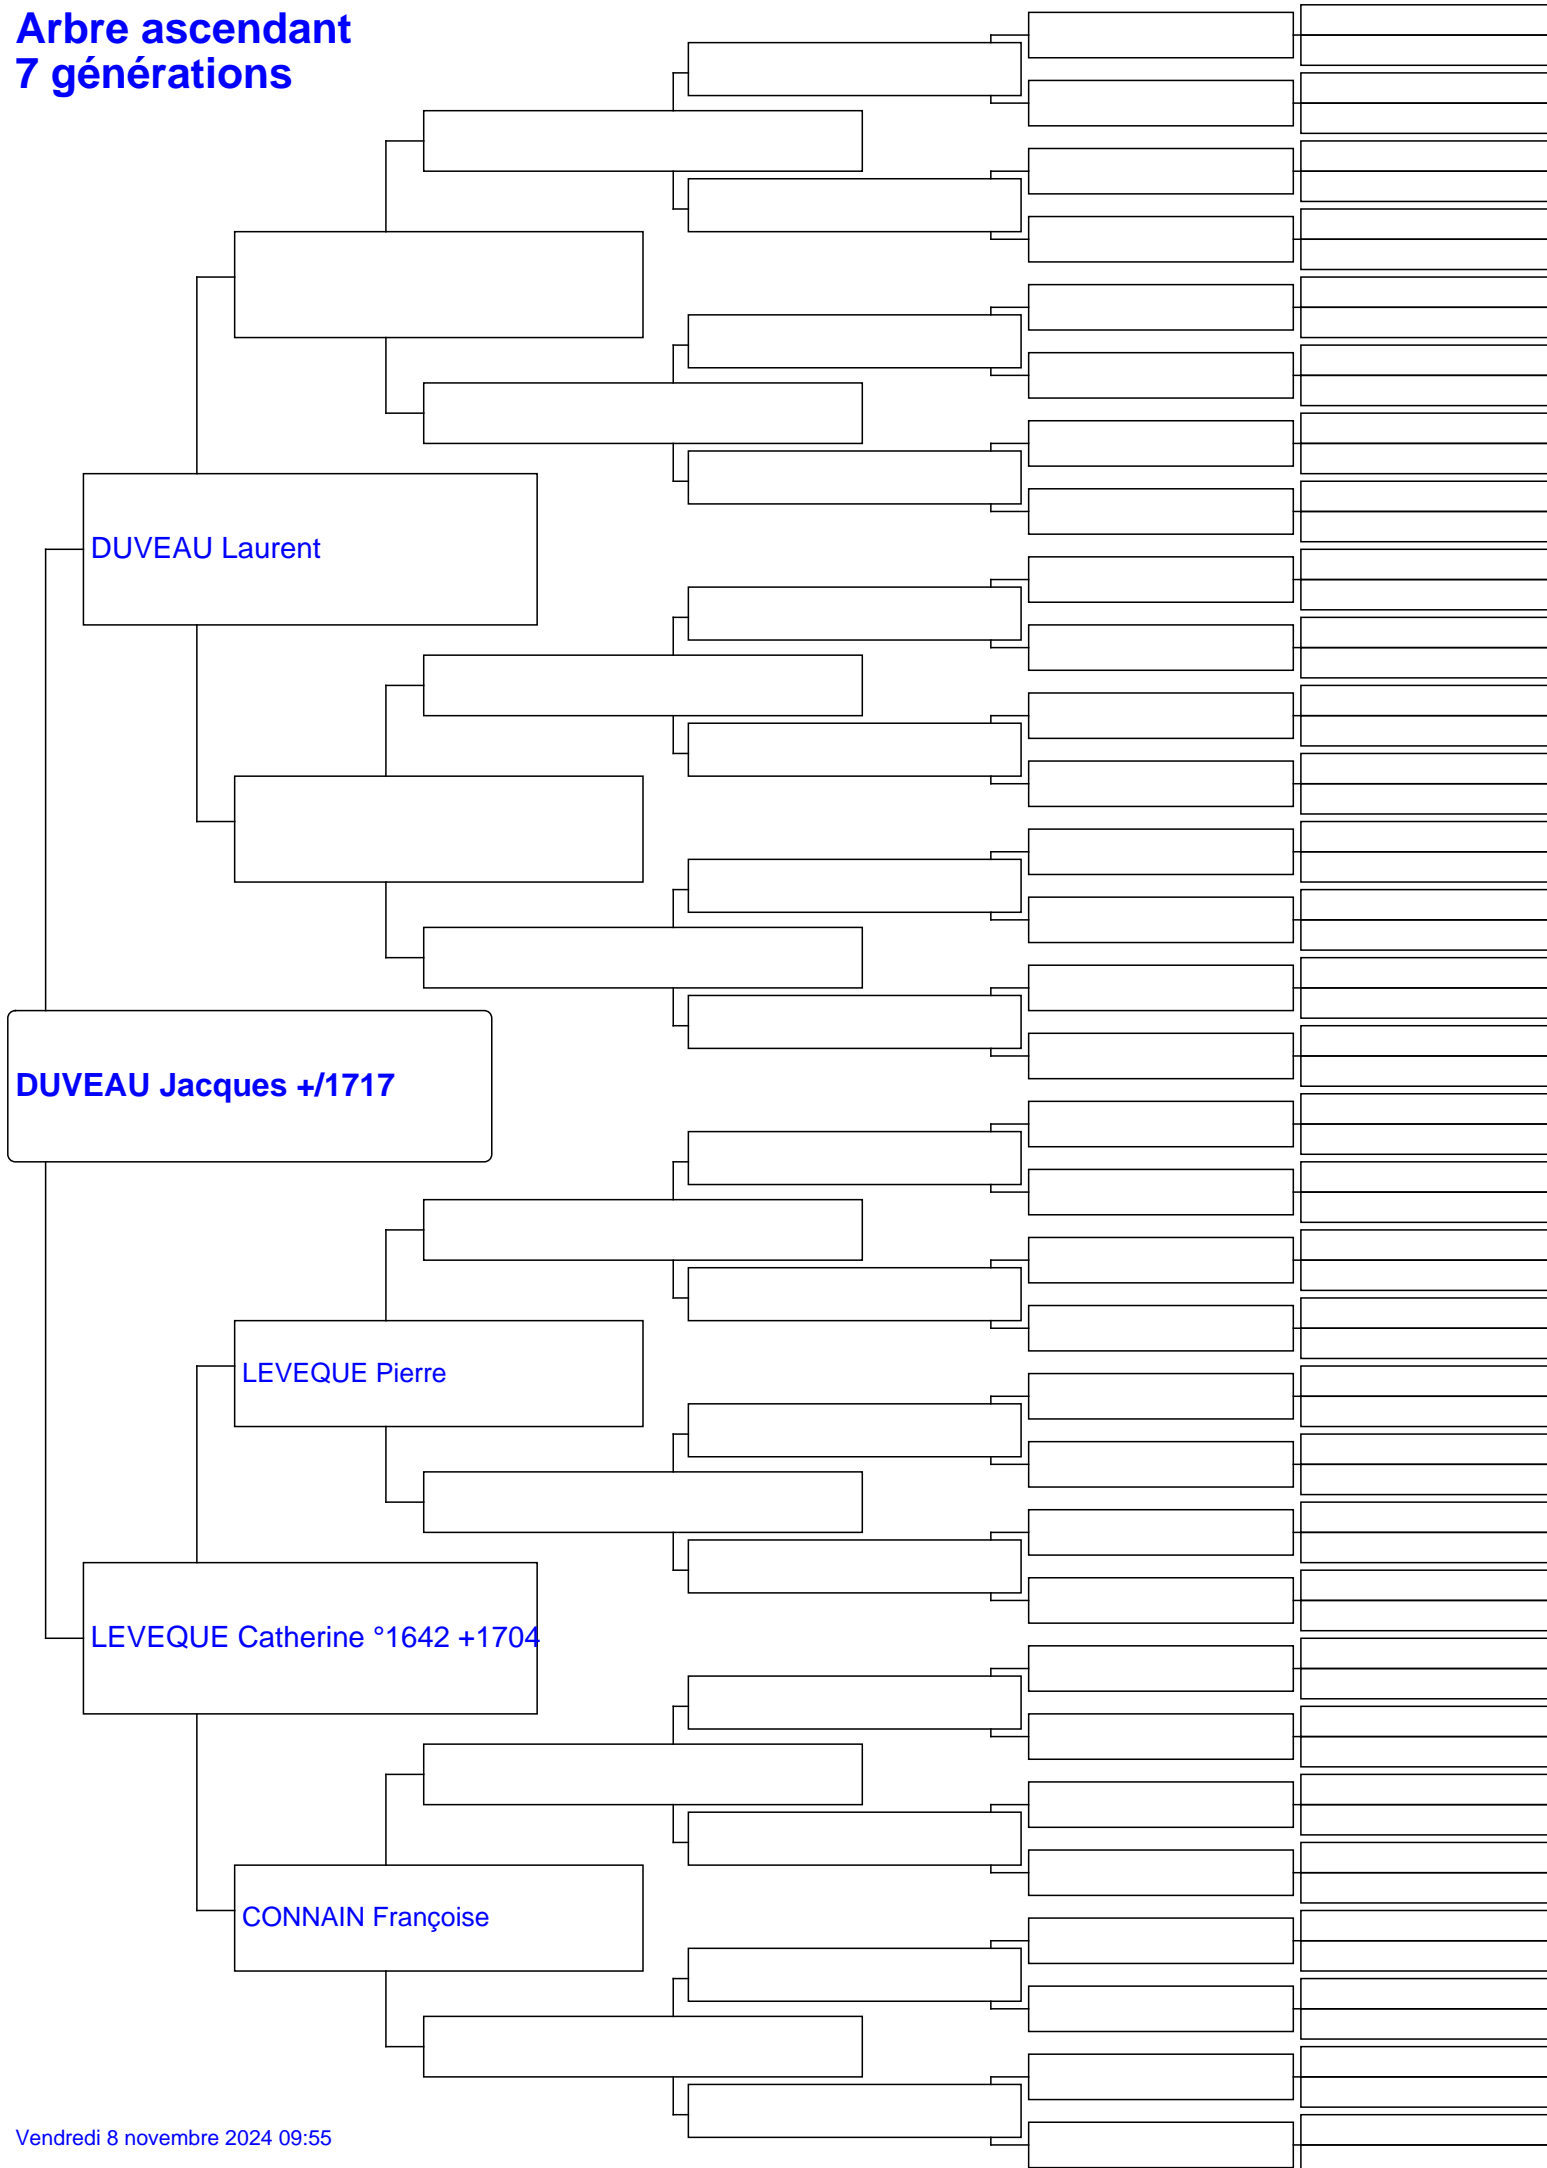 Arbre ascendant
7 générations
DUVEAU Laurent
DUVEAU Jacques +/1717
LEVEQUE Pierre
LEVEQUE Catherine °1642 +1704
CONNAIN Françoise
Vendredi 8 novembre 2024 09:55